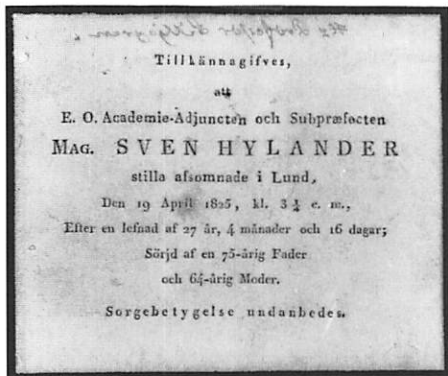 Tillkännagifves,
att
E. O. Academie-Adjuncten och Subpræfecten
MAG. SVEN HYLANDER
stilla afsomnade i Lund,
Den 19 April 1825, kl. 3 ¼ e. m.,
Efter en lefnad af 27 år, 4 månader och 16 dagar;
Sörjd af en 75-årig Fader
och 64-årig Moder.
Sorgebetygelse undanbedes.